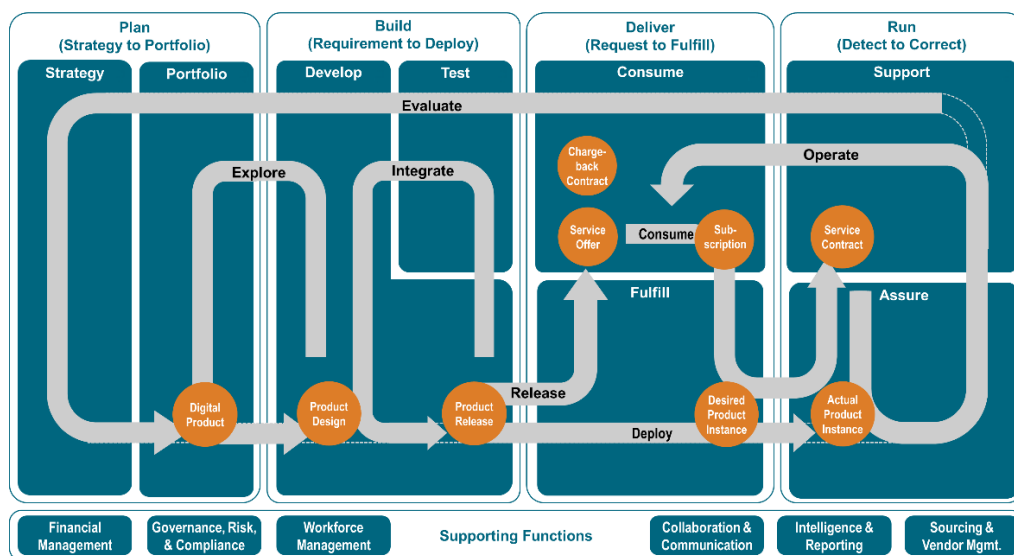 Plan
(Strategy to Portfolio)
Build
(Requirement to Deploy)
Deliver
(Request to Fulfill)
Run
(Detect to Correct)
Strategy
Portfolio
Develop
Test
Consume
Support
Evaluate
Charge-
back
Contract
Operate
Explore
Integrate
Service
Offer
Consume
Sub-
scription
Service
Contract
Fulfill
Assure
Release
Digital
Product
Product
Design
Product
Release
Desired
Product
Instance
Actual
Product
Instance
Deploy
Financial
Management
Governance, Risk,
& Compliance
Workforce
Management
Supporting Functions
Collaboration &
Communication
Intelligence &
Reporting
Sourcing &
Vendor Mgmt.